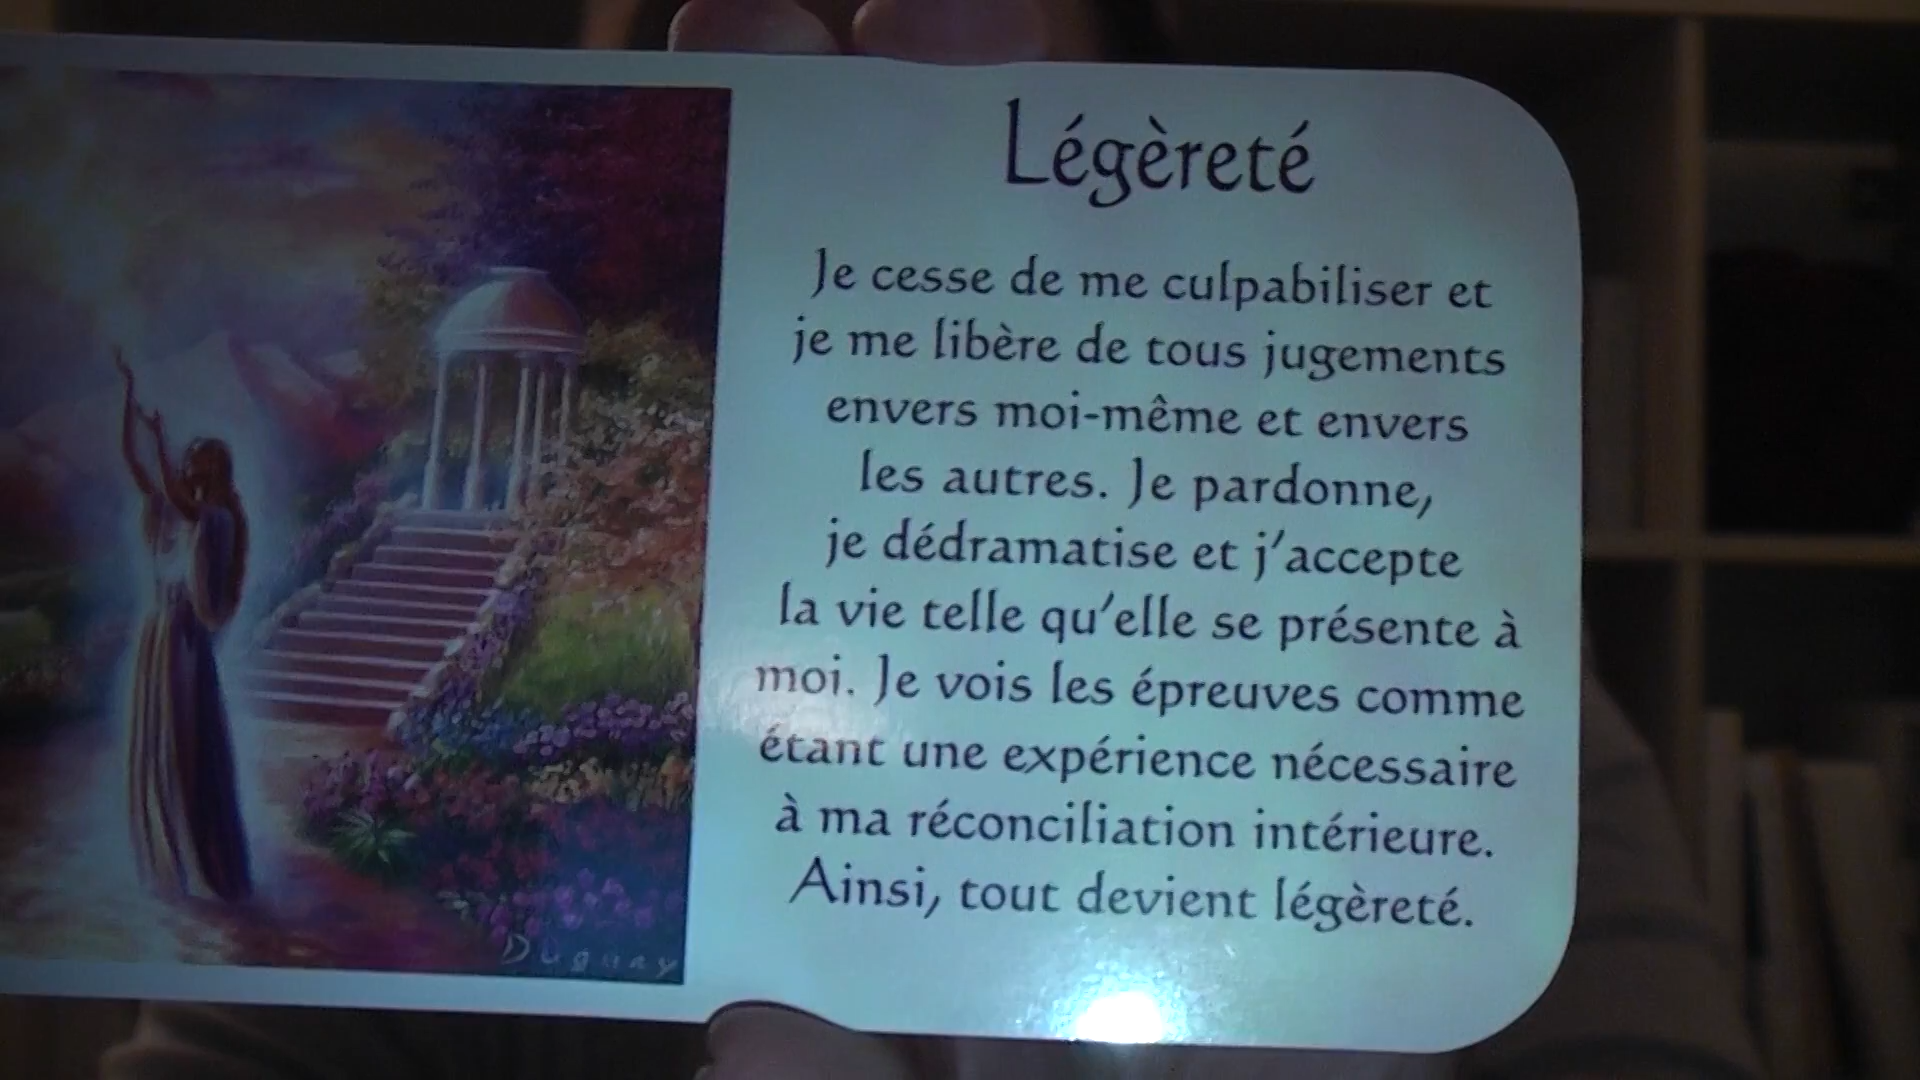 Légèreté
Je cesse de me culpabiliser et
je me libère de tous jugements
envers moi-même et envers
les autres. Je pardonne,
je dédramatise et j'accepte
la vie telle qu'elle se présente à
moi. Je vois les épreuves comme
étant une expérience nécessaire
à ma réconciliation intérieure.
Ainsi, tout devient légèreté.
Duguay